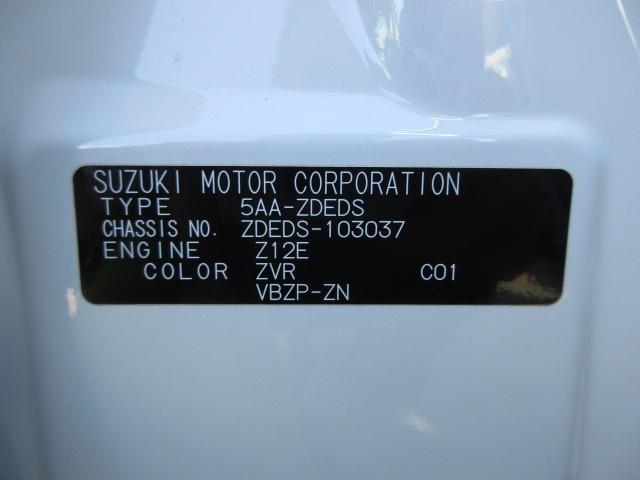 SUZUKI MOTOR CORPORATION
TYPE 5AA-ZDEDS
CHASSIS NO. ZDEDS-103037
ENGINE Z12E
COLOR ZVR C01
VBZP-ZN